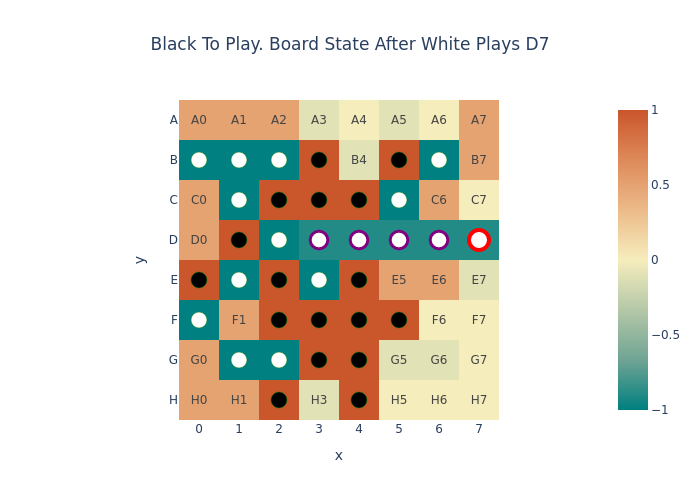 Black To Play. Board State After White Plays D7
A A0 A1 A2 A3 A4 A5 A6 A7 1
B B4 B7
C C0 C6 C7 0.5
D D0
y 0
E E5 E6 E7
F F1 F6 F7 −0.5
G G0 G5 G6 G7
H H0 H1 H3 H5 H6 H7 −1
0 1 2 3 4 5 6 7
x